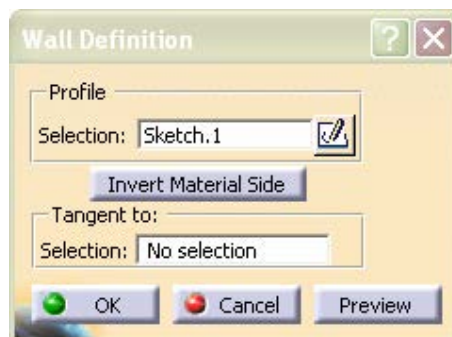 Wall Definition ?
Profile
Selection: Sketch.1
Invert Material Side
Tangent to:
Selection: No selection
OK Cancel Preview